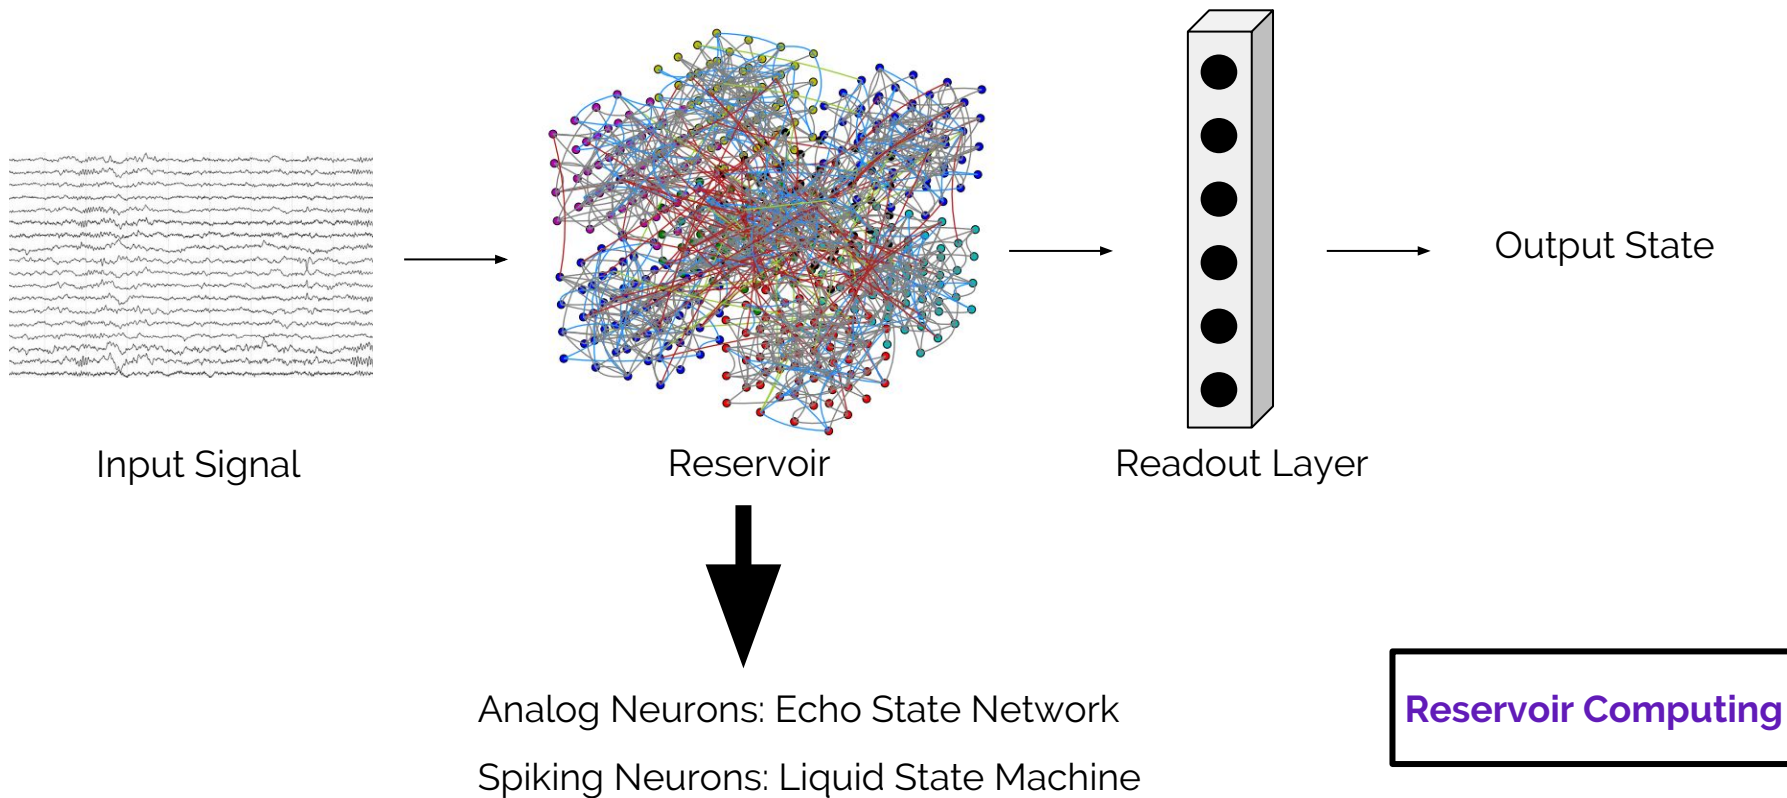 Output State
Input Signal
Reservoir
Readout Layer
Analog Neurons: Echo State Network
Spiking Neurons: Liquid State Machine
Reservoir Computing